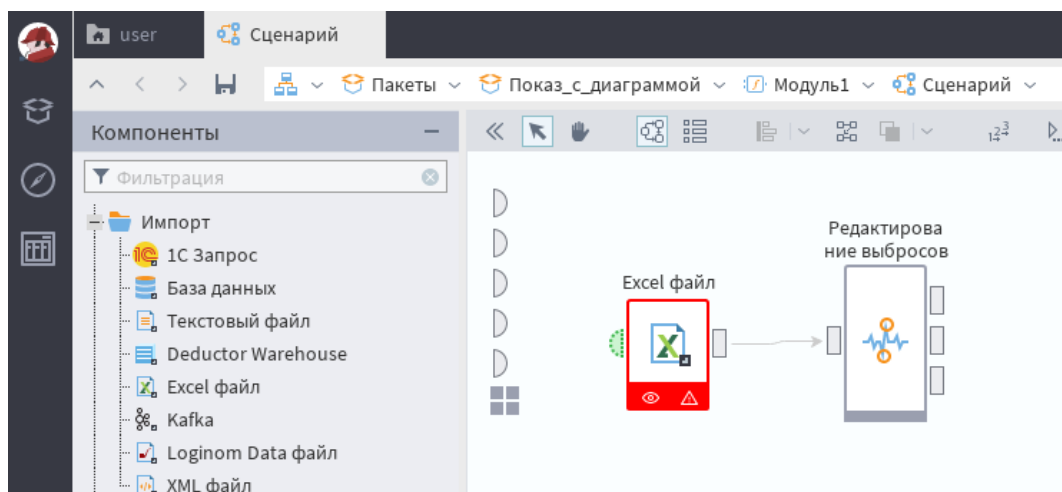 user
Сценарий
Пакеты
Показ_с_диаграммой
Модуль1
Сценарий
Компоненты
Фильтрация
Импорт
1С Запрос
База данных
Текстовый файл
Deductor Warehouse
Excel файл
Kafka
Loginom Data файл
XML файл
Excel файл
Редактирова
ние выбросов